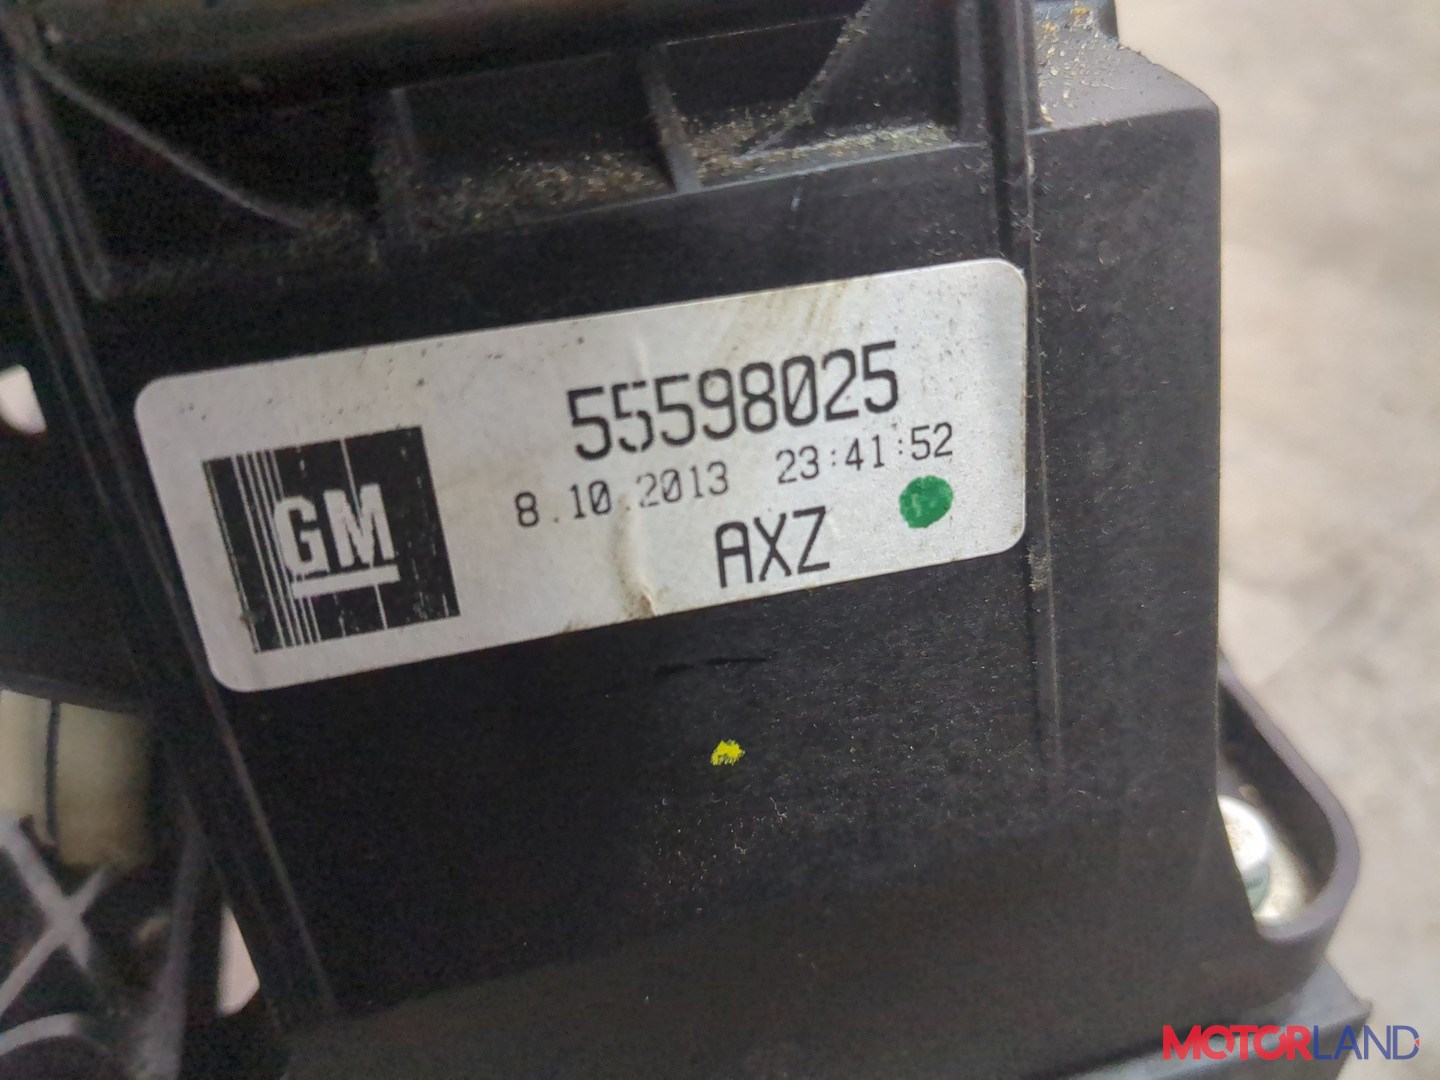 55598025
8.10.2013 23:41:52
GM
AXZ
MOTORLAND